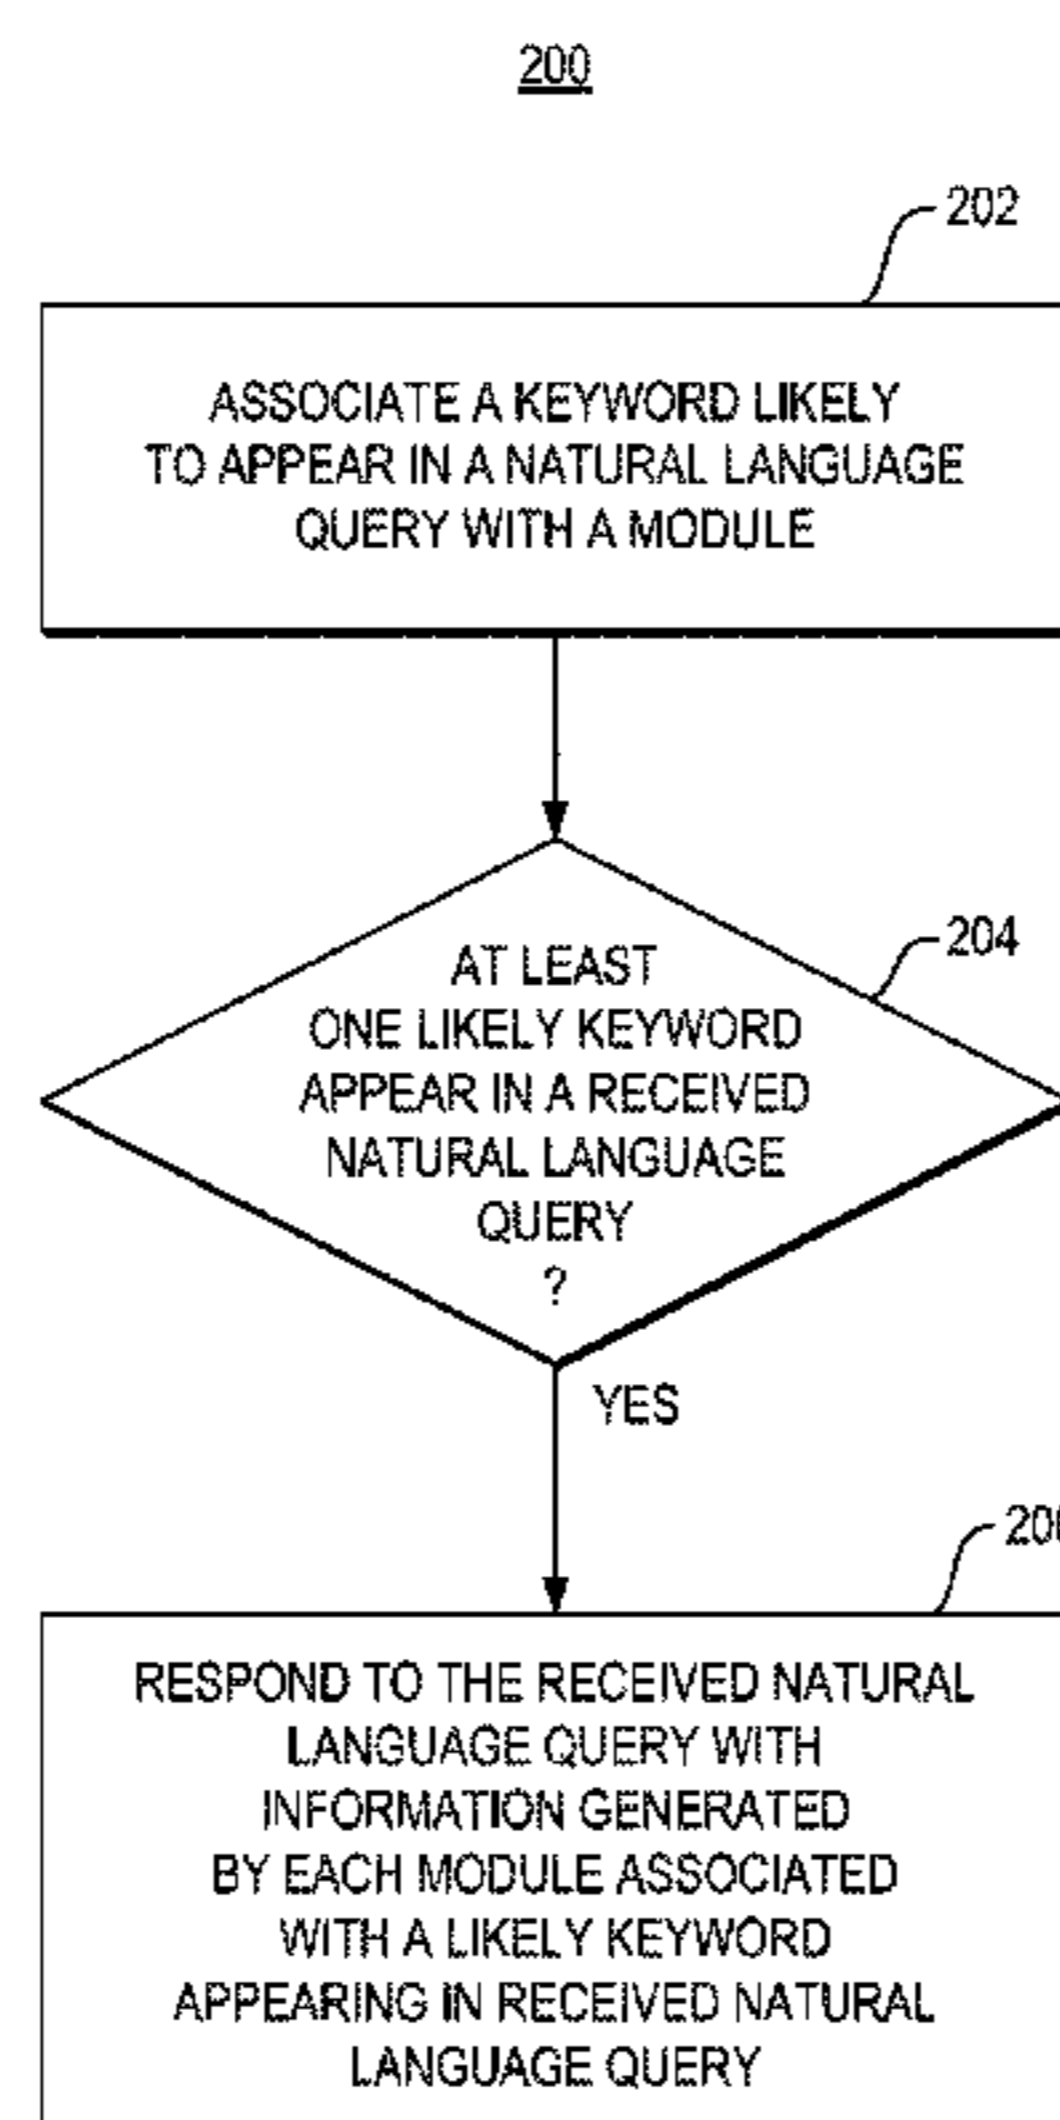 200
202
ASSOCIATE A KEYWORD LIKELY
TO APPEAR IN A NATURAL LANGUAGE
QUERY WITH A MODULE
204
AT LEAST
ONE LIKELY KEYWORD
APPEAR IN A RECEIVED
NATURAL LANGUAGE
QUERY
?
YES
RESPOND TO THE RECEIVED NATURAL
LANGUAGE QUERY WITH
INFORMATION GENERATED
BY EACH MODULE ASSOCIATED
WITH A LIKELY KEYWORD
APPEARING IN RECEIVED NATURAL
LANGUAGE QUERY